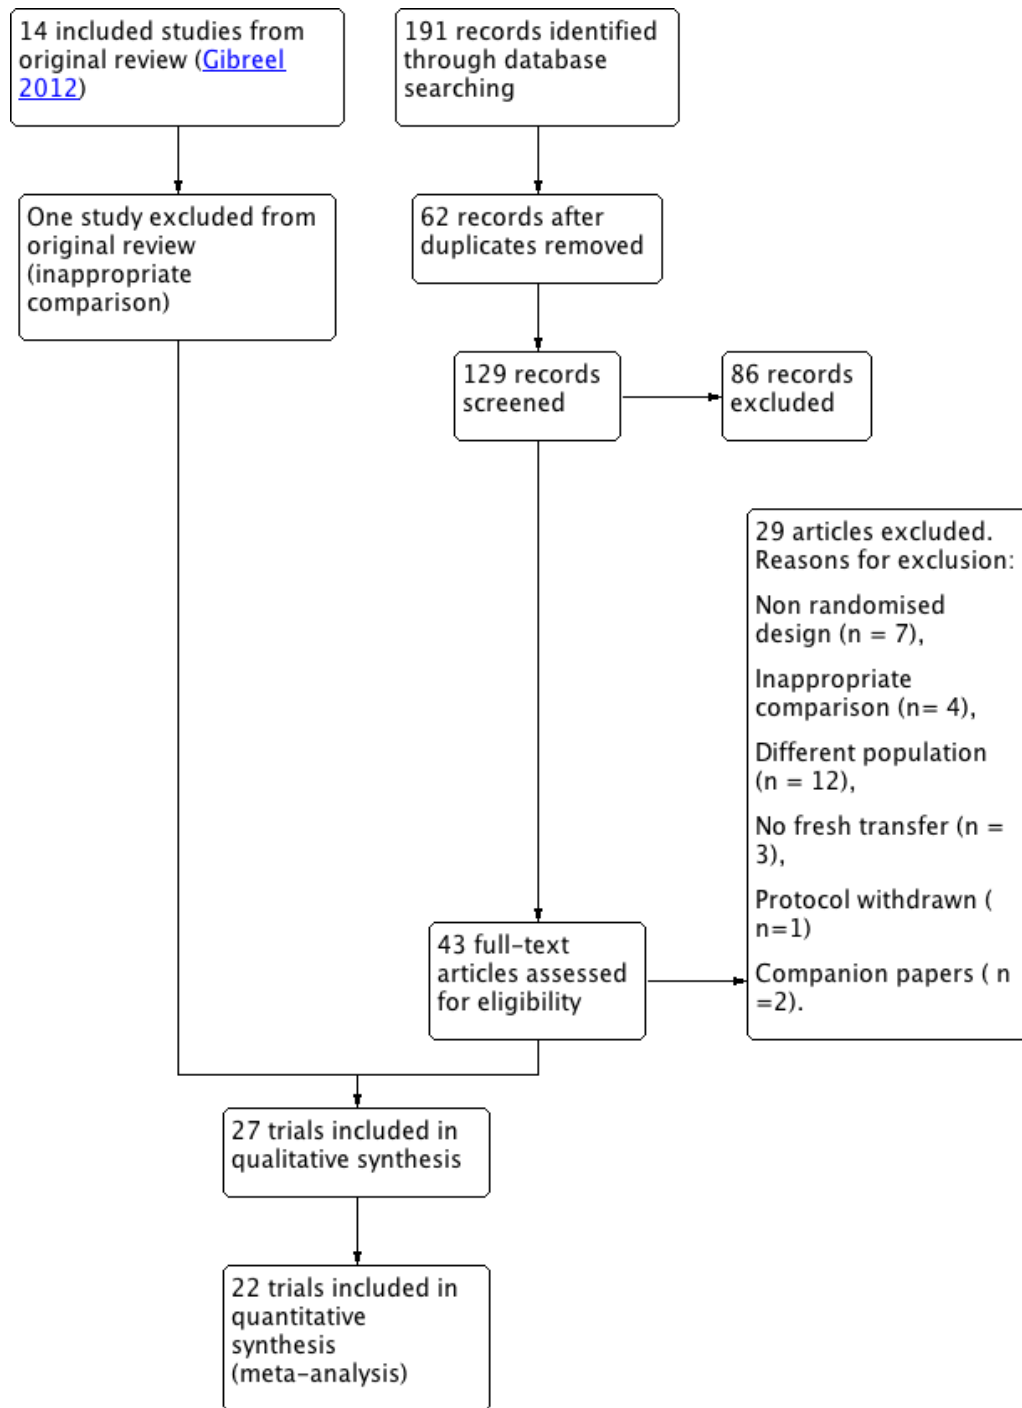 14 included studies from
original review (Gibreel
2012)
191 records identified
through database
searching
One study excluded from
original review
(inappropriate
comparison)
62 records after
duplicates removed
129 records
screened
86 records
excluded
29 articles excluded.
Reasons for exclusion:
Non randomised
design (n = 7),
Inappropriate
comparison (n= 4),
Different population
(n = 12),
No fresh transfer (n =
3),
Protocol withdrawn (
n=1)
Companion papers ( n
=2).
43 full-text
articles assessed
for eligibility
27 trials included in
qualitative synthesis
22 trials included in
quantitative
synthesis
(meta-analysis)